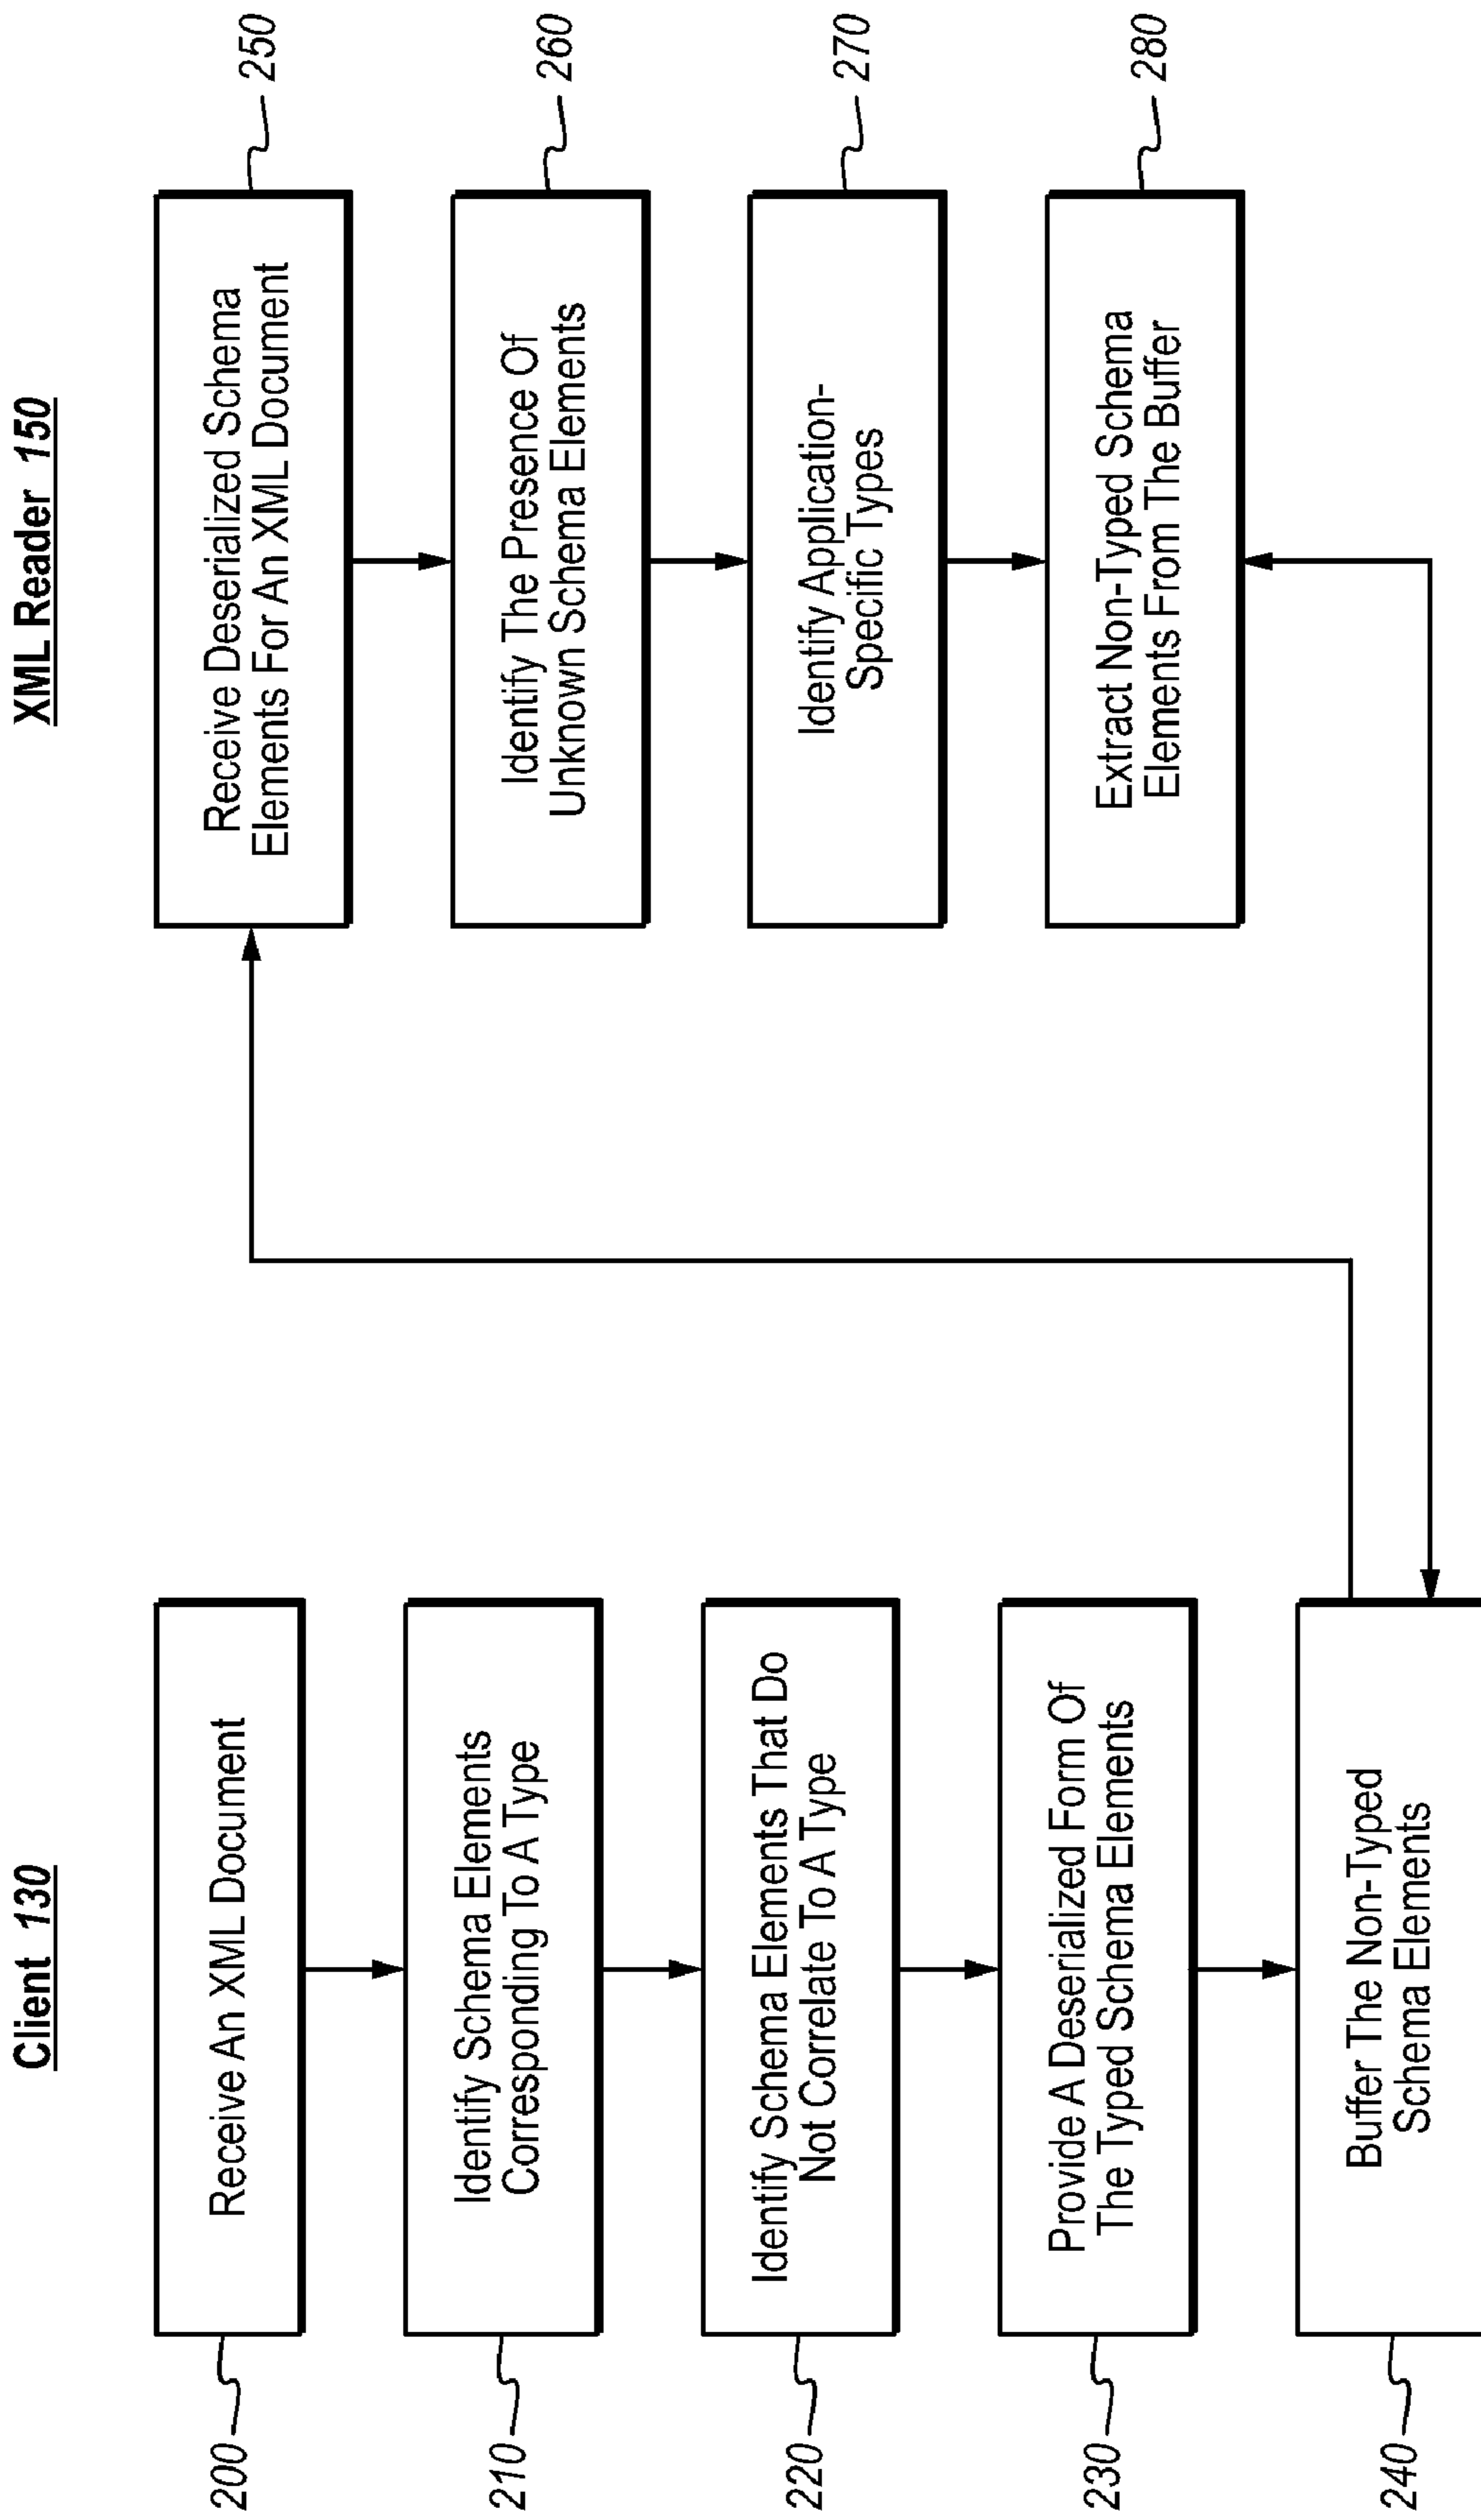 Client 130
200
Receive An XML Document
210
Identify Schema Elements
Corresponding To A Type
220
Identify Schema Elements That Do
Not Correlate To A Type
230
Provide A Deserialized Form Of
The Typed Schema Elements
240
Buffer The Non-Typed
Schema Elements
XML Reader 150
Receive Deserialized Schema
Elements For An XML Document
250
Identify The Presence Of
Unknown Schema Elements
260
Identify Application-
Specific Types
270
Extract Non-Typed Schema
Elements From The Buffer
280